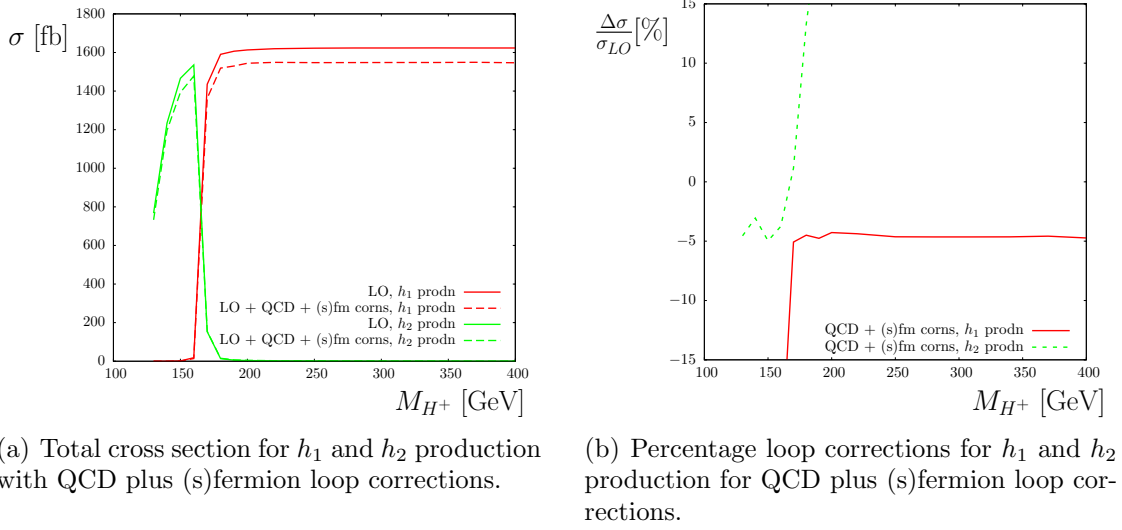 σ [fb]
1800
1600
1400
1200
1000
800
600
400
200
0
LO, h₁ prodn
LO + QCD + (s)fm corns, h₁ prodn
LO, h₂ prodn
LO + QCD + (s)fm corns, h₂ prodn
100 150 200 250 300 350 400
M_{H⁺} [GeV]
(a) Total cross section for h₁ and h₂ production
with QCD plus (s)fermion loop corrections.
Δσ/σ_{LO} [%]
15
10
5
0
−5
−10
−15
QCD + (s)fm corns, h₁ prodn
QCD + (s)fm corns, h₂ prodn
100 150 200 250 300 350 400
M_{H⁺} [GeV]
(b) Percentage loop corrections for h₁ and h₂
production for QCD plus (s)fermion loop cor-
rections.